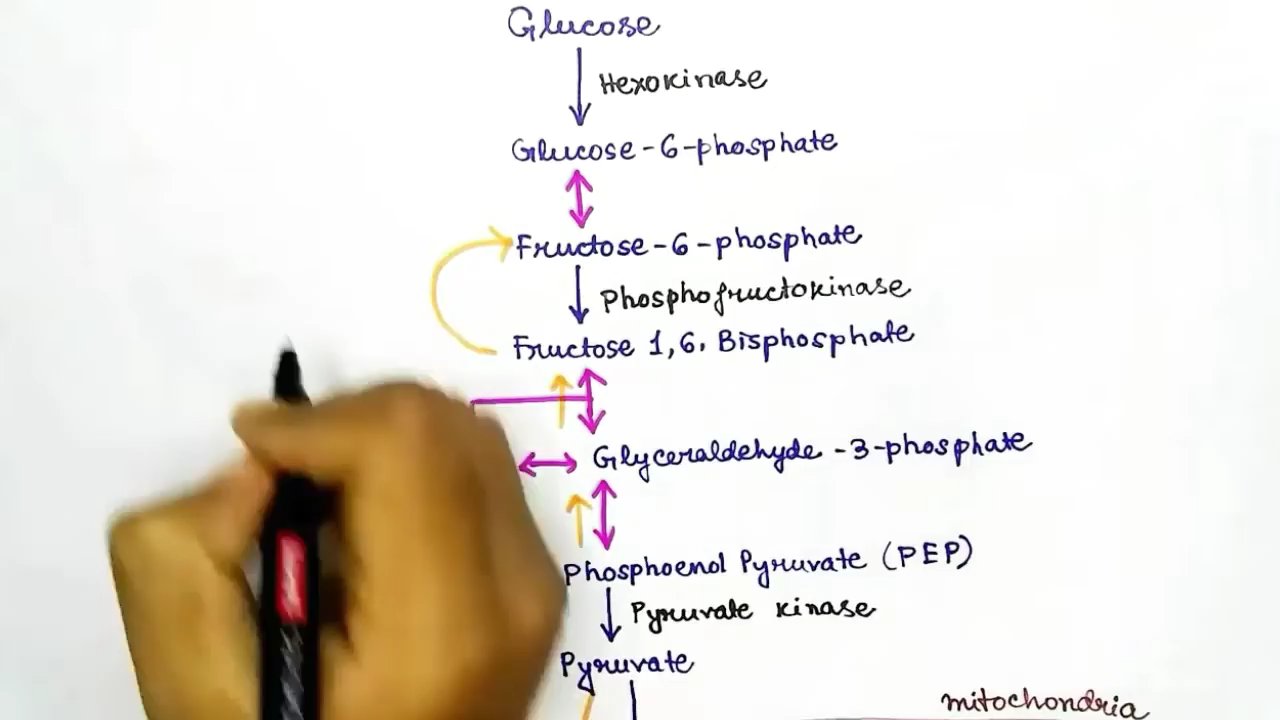 Glucose
Hexokinase
Glucose-6-phosphate
Fructose-6-phosphate
Phosphofructokinase
Fructose 1,6. Bisphosphate
Glyceraldehyde-3-phosphate
Phosphoenol Pyruvate (PEP)
Pyruvate kinase
Pyruvate
mitochondria